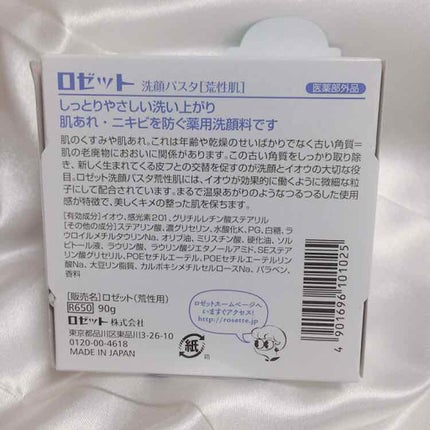 ロゼット 洗顔パスタ[荒性肌] 医薬部外品
しっとりやさしい洗い上がり
肌あれ・ニキビを防ぐ薬用洗顔料です
肌のくすみや肌あれ。これは年齢や乾燥のせいばかりでなく古い角質=
肌の老廃物におおいに関係があります。この古い角質をしっかり取り除
き、新しく生まれてくる皮フとの交替を促すのが洗顔とイオウの大切な役
目。ロゼット洗顔パスタ荒性肌には、イオウが効果的に働くように微細な粒
子にして配合されています。まるで温泉あがりのようなつるつるした使用
感が特徴で、美しくキメの整った肌に洗い上げ保ちます。
[有効成分]イオウ、感光素201、グリチルレチン酸ステアリル
[その他の成分]ステアリン酸、濃グリセリン、水酸化K、PG、白糖、ラ
ウロイルメチルタウリンNa、オリブ油、ミリスチン酸、硬化油、ソル
ビトール液、ラウリン酸、ラウリン酸ジエタノールアミド、SEステア
リン酸グリセリル、POEセチルエーテル、POEセチルエーテルリン
酸Na、大豆リン脂質、カルボキシメチルセルロースNa、パラベン、
香料
[販売名]ロゼット(荒性用)
R650 90g
ロゼット株式会社
東京都品川区東品川3-26-10
0120-00-4618
MADE IN JAPAN
紙
ロゼットホームページへ
いますぐアクセス!
http://rosette.jp
4 901696 101025